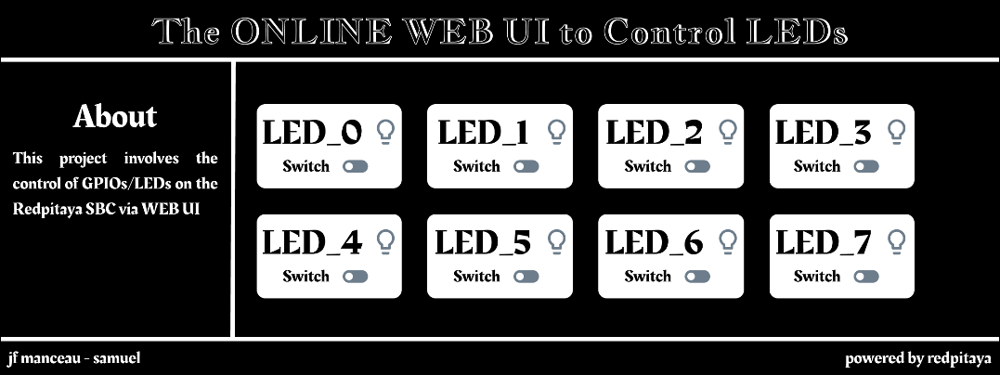 The ONLINE WEB UI to Control LEDs
About
This project involves the
control of GPIOs/LEDs on the
Redpitaya SBC via WEB UI
LED_0
Switch
LED_1
Switch
LED_2
Switch
LED_3
Switch
LED_4
Switch
LED_5
Switch
LED_6
Switch
LED_7
Switch
jf manceau - samuel
powered by redpitaya